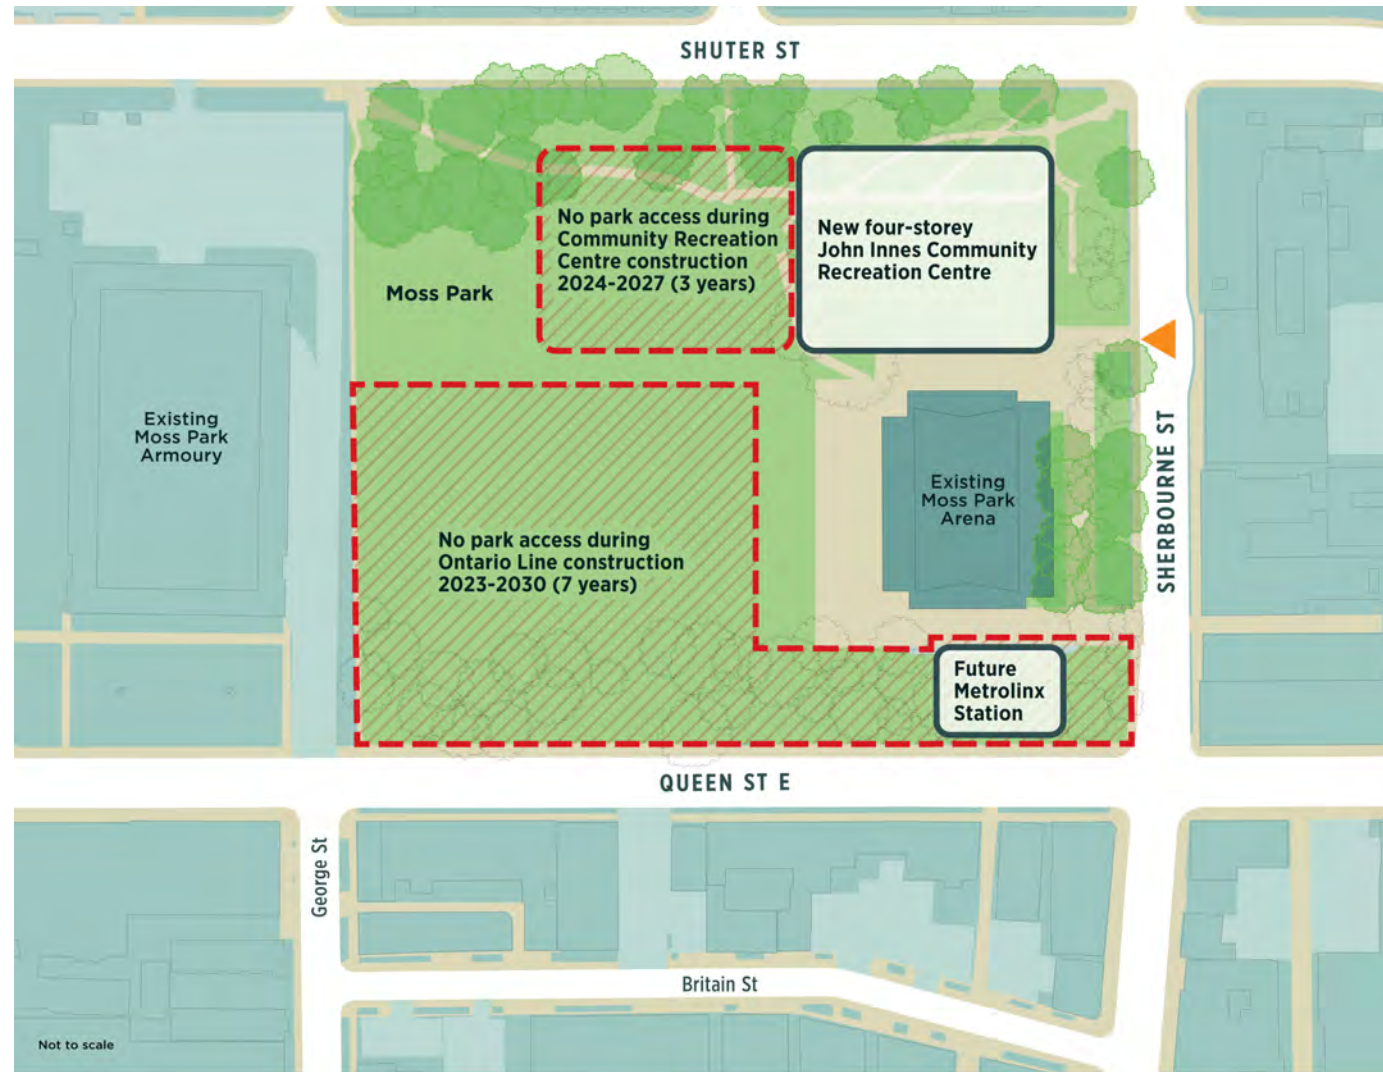 SHUTER ST
No park access during
Community Recreation
Centre construction
2024-2027 (3 years)
New four-storey
John Innes Community
Recreation Centre
Moss Park
Existing
Moss Park
Armoury
SHERBOURNE ST
Existing
Moss Park
Arena
No park access during
Ontario Line construction
2023-2030 (7 years)
Future
Metrolinx
Station
QUEEN ST E
George St
Britain St
Not to scale